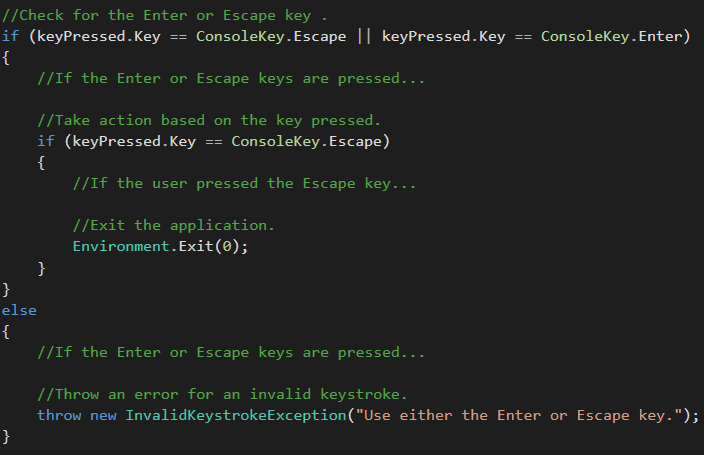 //Check for the Enter or Escape key .
if (keyPressed.Key == ConsoleKey.Escape || keyPressed.Key == ConsoleKey.Enter)
{
    //If the Enter or Escape keys are pressed...

    //Take action based on the key pressed.
    if (keyPressed.Key == ConsoleKey.Escape)
    {
        //If the user pressed the Escape key...

        //Exit the application.
        Environment.Exit(0);
    }
}
else
{
    //If the Enter or Escape keys are pressed...

    //Throw an error for an invalid keystroke.
    throw new InvalidKeystrokeException("Use either the Enter or Escape key.");
}